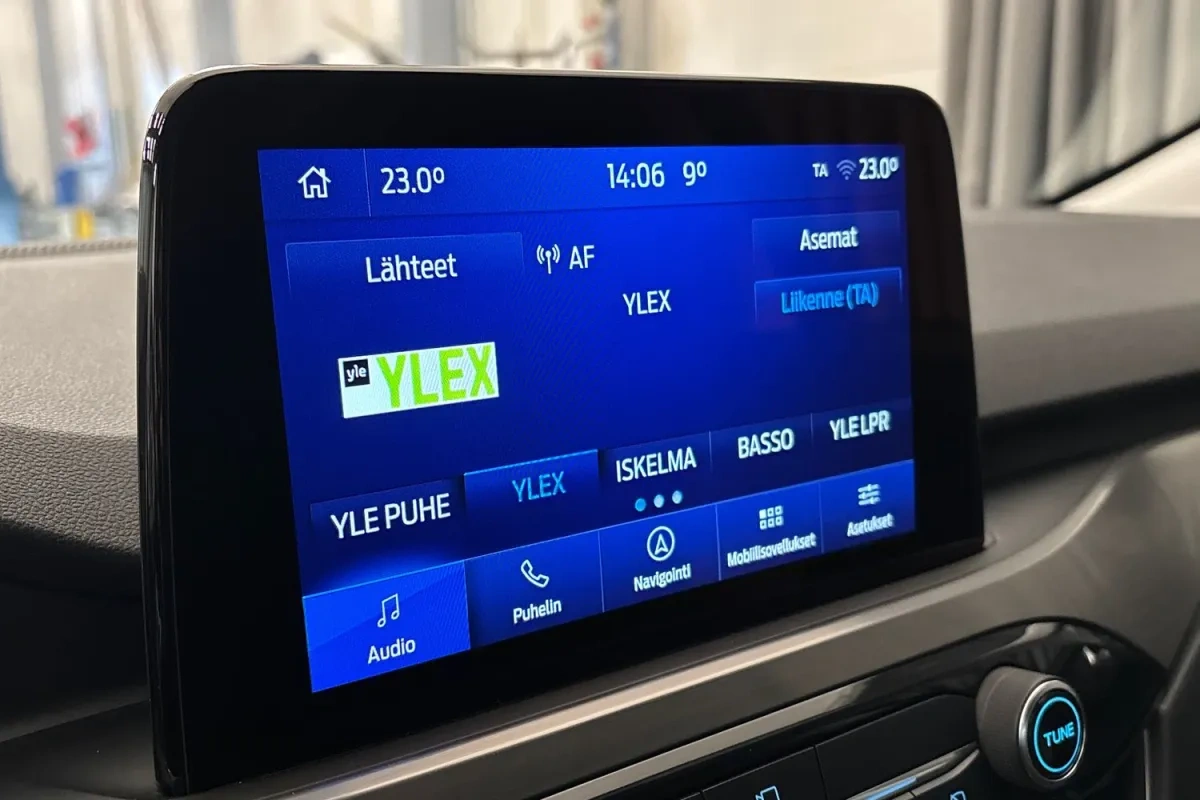 23.0° 14:06 9° TA 23.0°
Lähteet AF Asemat
YLEX Liikenne (TA)
yle YLEX
YLE PUHE YLEX ISKELMA BASSO YLE LPR
Audio Puhelin Navigointi Mobiilisovellukset Asetukset
TUNE